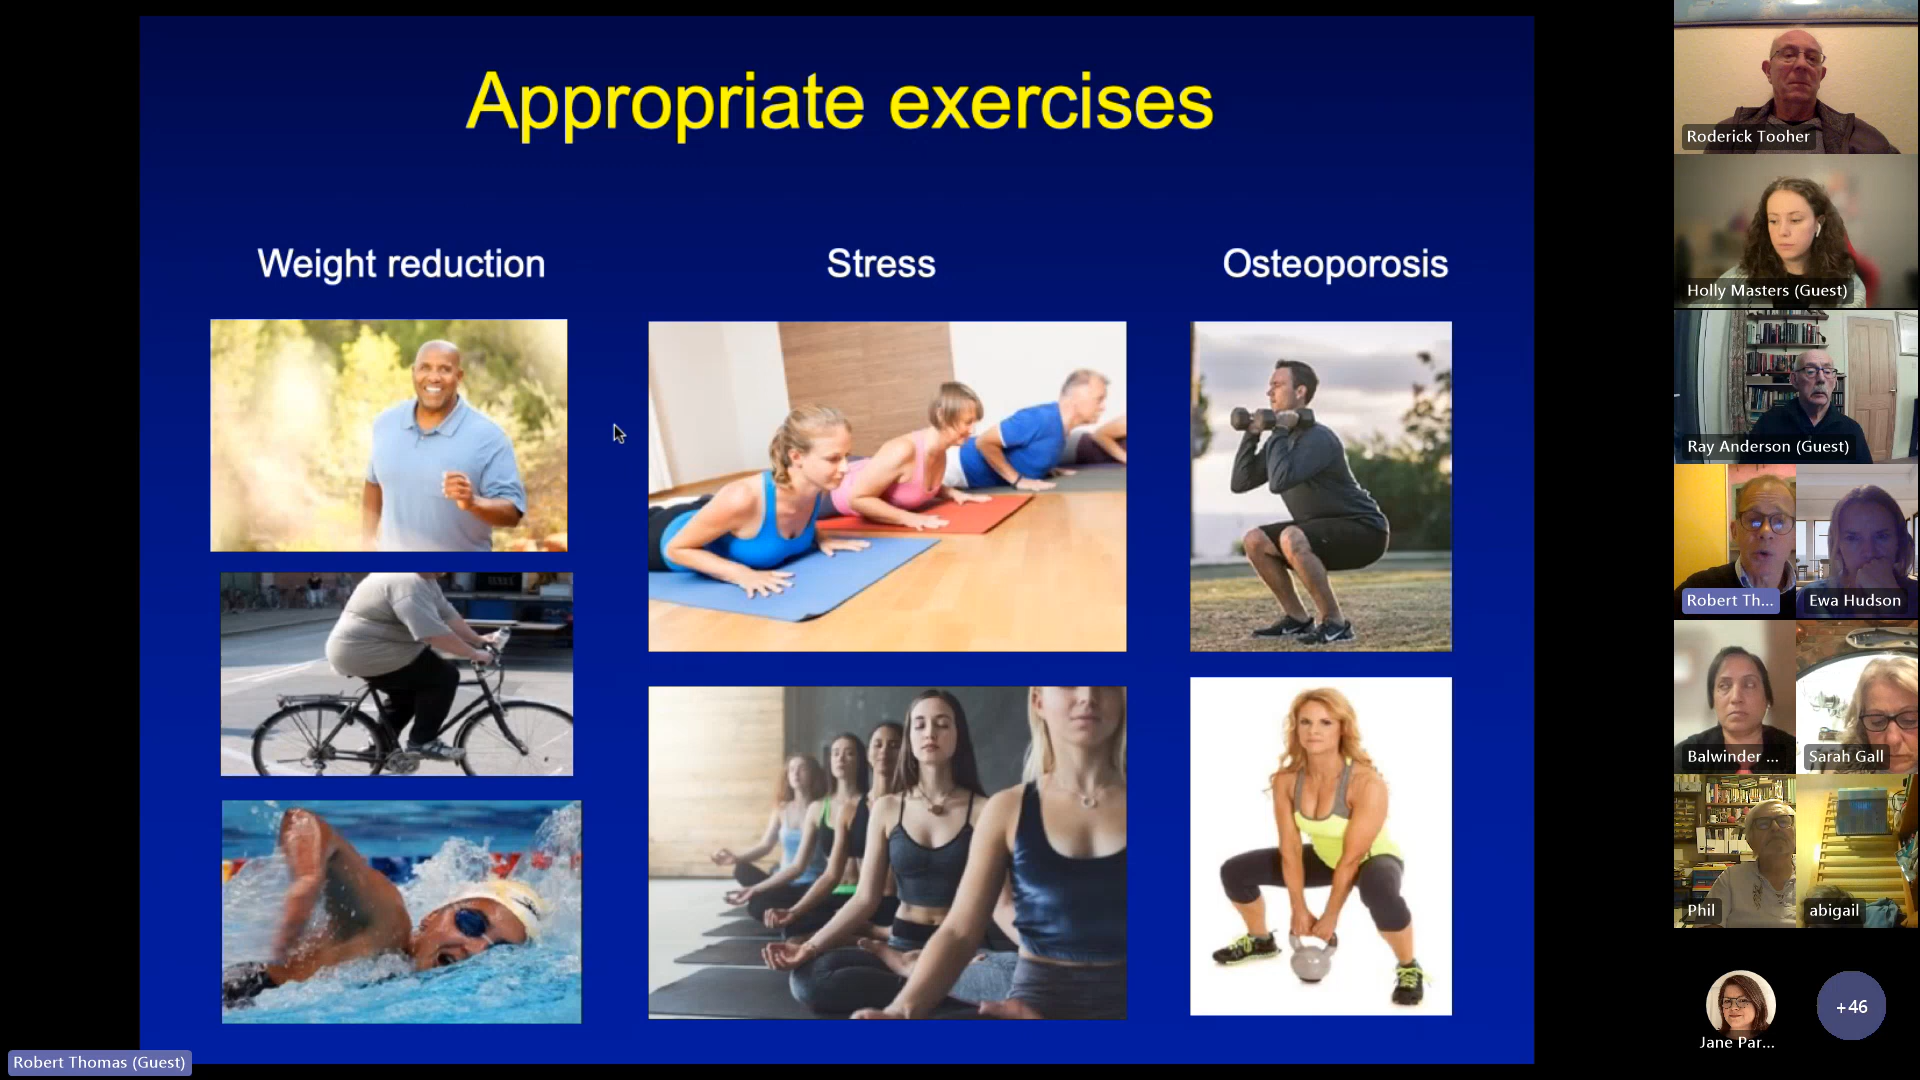 Appropriate exercises
Weight reduction
Stress
Osteoporosis
Roderick Tooher
Holly Masters (Guest)
Ray Anderson (Guest)
Robert Th...
Ewa Hudson
Balwinder ...
Sarah Gall
Phil
abigail
Jane Par...
+46
Robert Thomas (Guest)